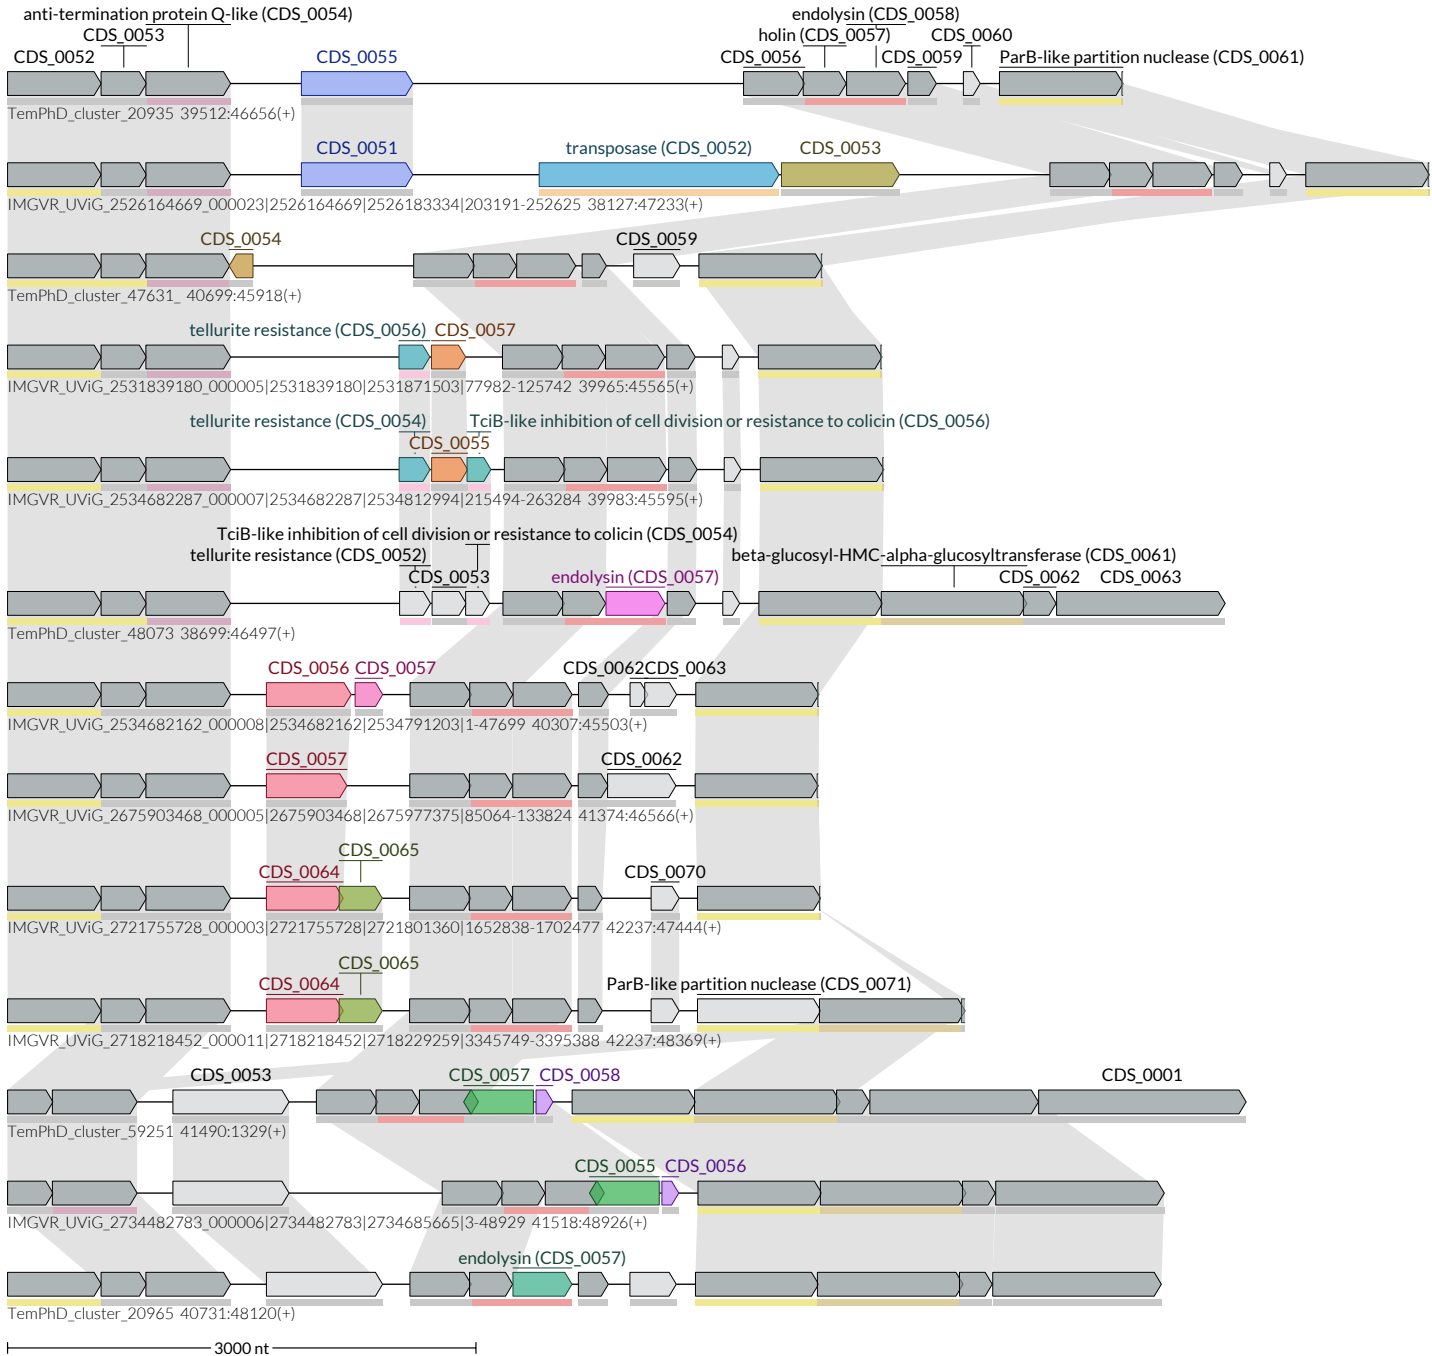 anti-termination protein Q-like (CDS_0054)
endolysin (CDS_0058)
CDS_0053
holin (CDS_0057)
CDS_0060
CDS_0052
CDS_0055
CDS_0056
CDS_0059
ParB-like partition nuclease (CDS_0061)
TemPhD_cluster_20935 39512:46656(+)
CDS_0051
transposase (CDS_0052)
CDS_0053
IMGVR_UViG_2526164669_000023|2526164669|2526183334|203191-252625 38127:47233(+)
CDS_0054
CDS_0059
TemPhD_cluster_47631_ 40699:45918(+)
tellurite resistance (CDS_0056)
CDS_0057
IMGVR_UViG_2531839180_000005|2531839180|2531871503|77982-125742 39965:45565(+)
tellurite resistance (CDS_0054)
TciB-like inhibition of cell division or resistance to colicin (CDS_0056)
CDS_0055
IMGVR_UViG_2534682287_000007|2534682287|2534812994|215494-263284 39983:45595(+)
TciB-like inhibition of cell division or resistance to colicin (CDS_0054)
tellurite resistance (CDS_0052)
beta-glucosyl-HMC-alpha-glucosyltransferase (CDS_0061)
CDS_0053
endolysin (CDS_0057)
CDS_0062
CDS_0063
TemPhD_cluster_48073 38699:46497(+)
CDS_0056
CDS_0057
CDS_0062
CDS_0063
IMGVR_UViG_2534682162_000008|2534682162|2534791203|1-47699 40307:45503(+)
CDS_0057
CDS_0062
IMGVR_UViG_2675903468_000005|2675903468|2675977375|85064-133824 41374:46566(+)
CDS_0065
CDS_0064
CDS_0070
IMGVR_UViG_2721755728_000003|2721755728|2721801360|1652838-1702477 42237:47444(+)
CDS_0065
CDS_0064
ParB-like partition nuclease (CDS_0071)
IMGVR_UViG_2718218452_000011|2718218452|2718229259|3345749-3395388 42237:48369(+)
CDS_0053
CDS_0057
CDS_0058
CDS_0001
TemPhD_cluster_59251 41490:1329(+)
CDS_0055
CDS_0056
IMGVR_UViG_2734482783_000006|2734482783|2734685665|3-48929 41518:48926(+)
endolysin (CDS_0057)
TemPhD_cluster_20965 40731:48120(+)
3000 nt